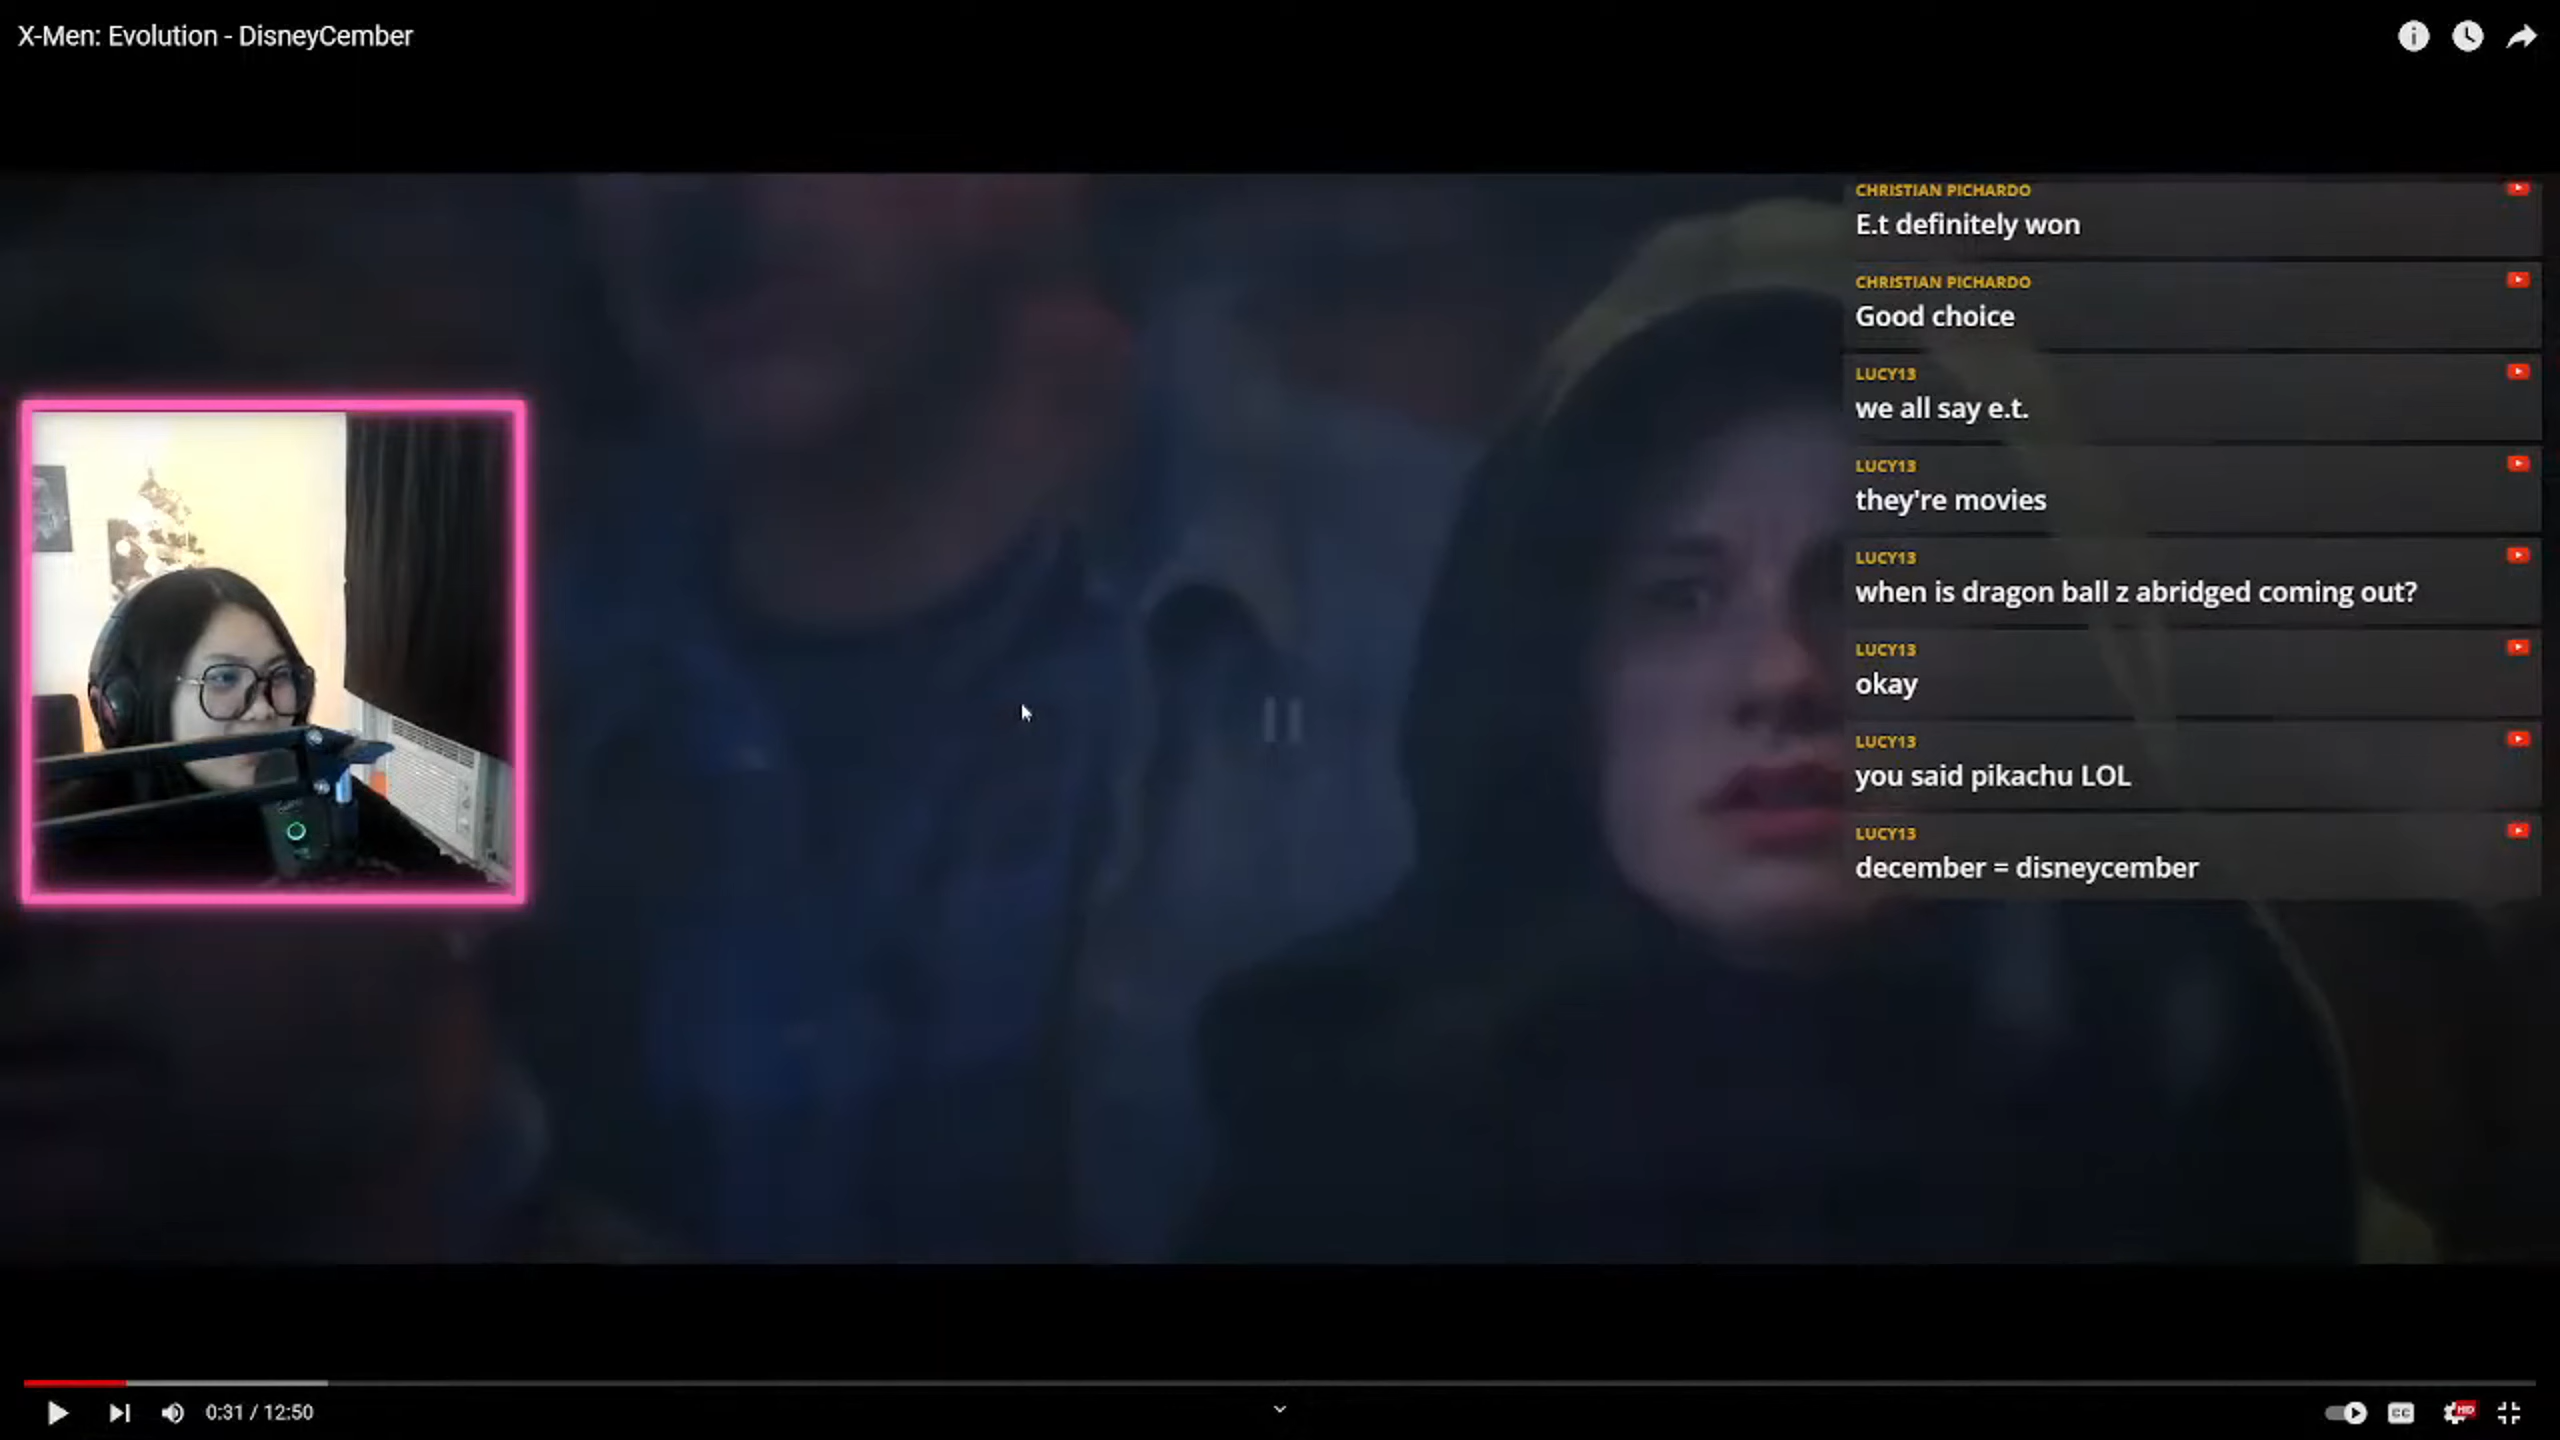 X-Men: Evolution - DisneyCember
CHRISTIAN PICHARDO
E.t definitely won
CHRISTIAN PICHARDO
Good choice
LUCY13
we all say e.t.
LUCY13
they're movies
LUCY13
when is dragon ball z abridged coming out?
LUCY13
okay
LUCY13
you said pikachu LOL
LUCY13
december = disneycember
0:31 / 12:50
CC
HD